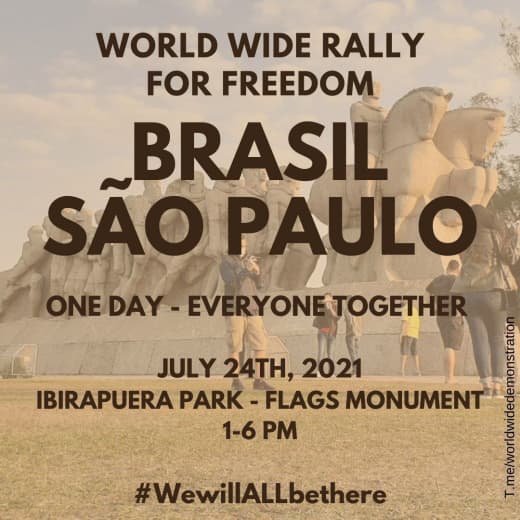 WORLD WIDE RALLY
FOR FREEDOM
BRASIL
SÃO PAULO
ONE DAY - EVERYONE TOGETHER
JULY 24TH, 2021
IBIRAPUERA PARK - FLAGS MONUMENT
1-6 PM
#WewillALLbethere
T.me/worldwidedemonstration